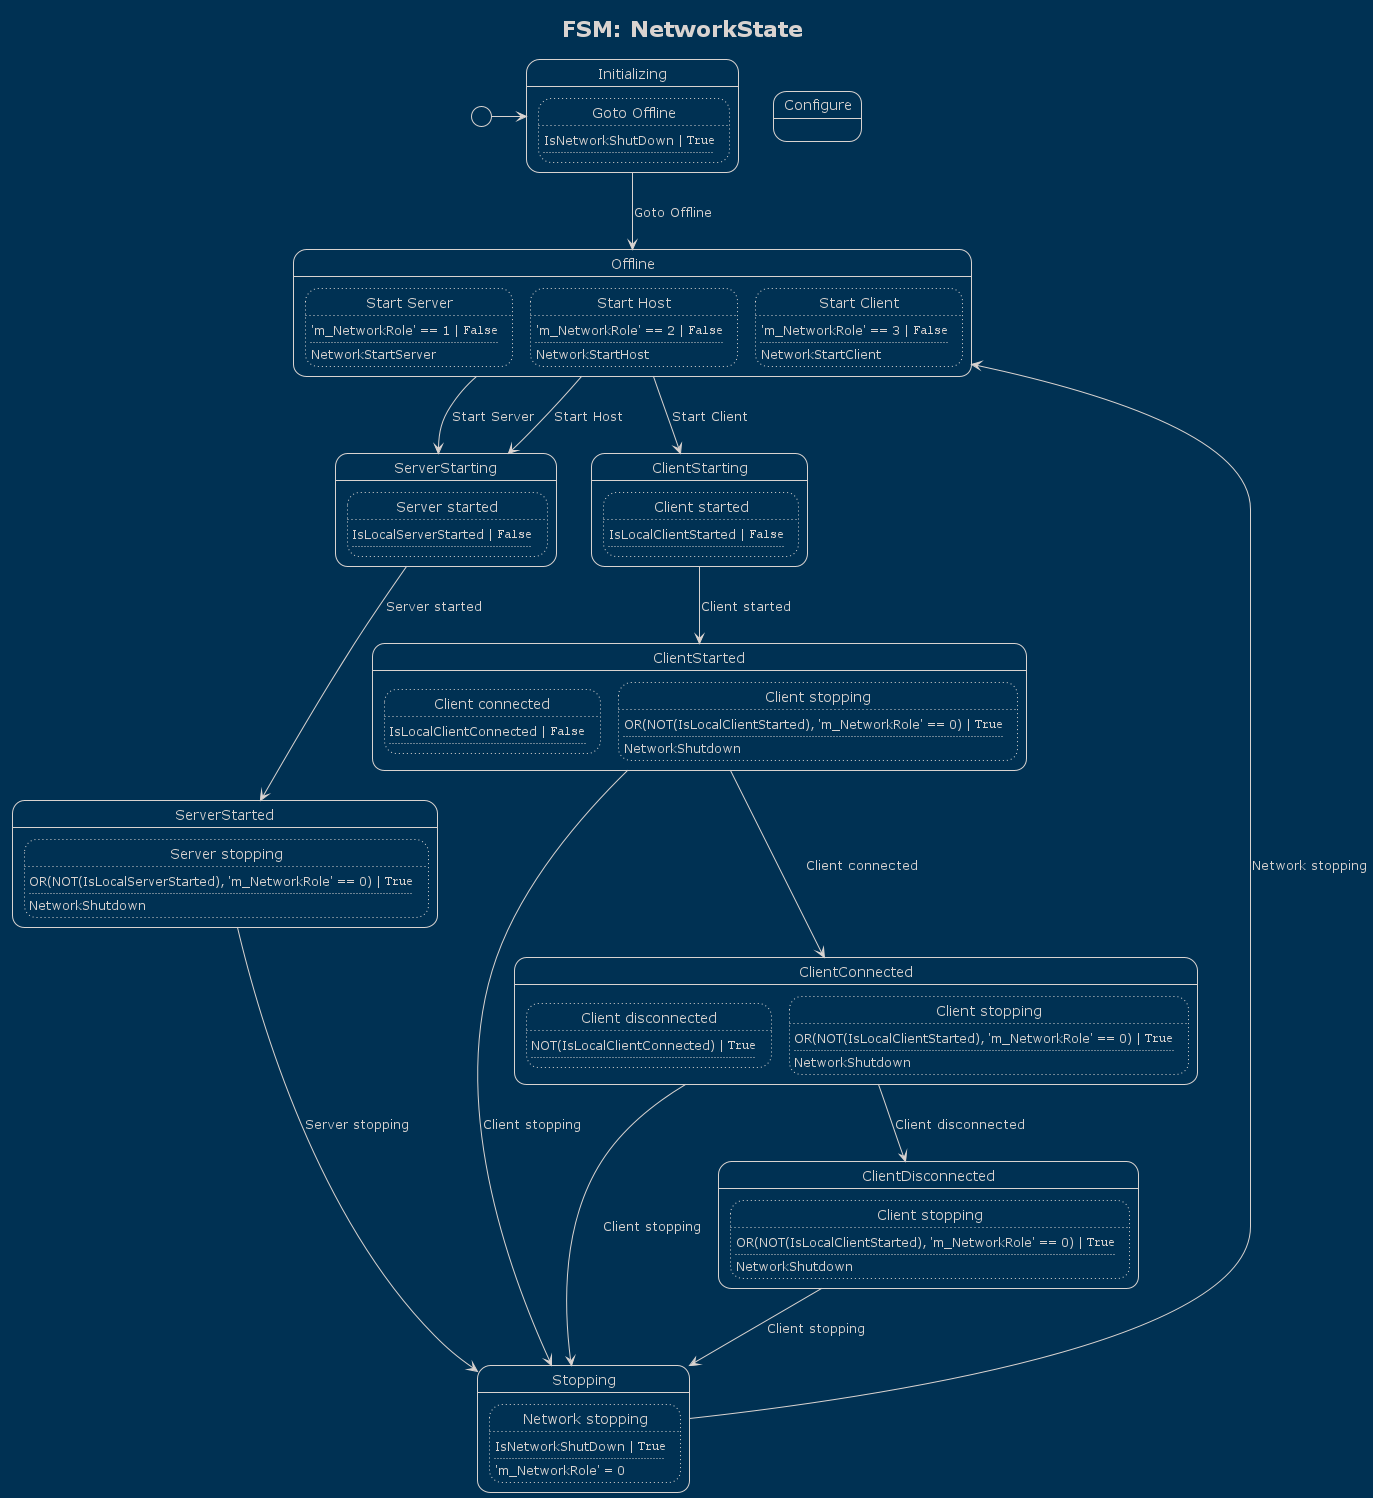 FSM: NetworkState
Initializing
Goto Offline
IsNetworkShutDown | True
Configure
Goto Offline
Offline
Start Server
'm_NetworkRole' == 1 | False
NetworkStartServer
Start Host
'm_NetworkRole' == 2 | False
NetworkStartHost
Start Client
'm_NetworkRole' == 3 | False
NetworkStartClient
Start Server
Start Host
Start Client
ServerStarting
Server started
IsLocalServerStarted | False
ClientStarting
Client started
IsLocalClientStarted | False
Server started
Client started
ClientStarted
Client connected
IsLocalClientConnected | False
Client stopping
OR(NOT(IsLocalClientStarted), 'm_NetworkRole' == 0) | True
NetworkShutdown
ServerStarted
Server stopping
OR(NOT(IsLocalServerStarted), 'm_NetworkRole' == 0) | True
NetworkShutdown
Client connected
Network stopping
ClientConnected
Client disconnected
NOT(IsLocalClientConnected) | True
Client stopping
OR(NOT(IsLocalClientStarted), 'm_NetworkRole' == 0) | True
NetworkShutdown
Server stopping
Client stopping
Client disconnected
ClientDisconnected
Client stopping
OR(NOT(IsLocalClientStarted), 'm_NetworkRole' == 0) | True
NetworkShutdown
Client stopping
Client stopping
Stopping
Network stopping
IsNetworkShutDown | True
'm_NetworkRole' = 0